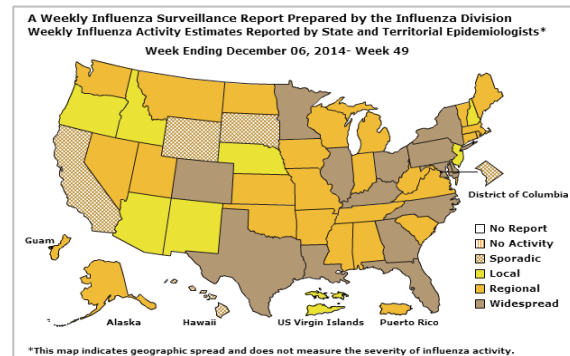 A Weekly Influenza Surveillance Report Prepared by the Influenza Division
Weekly Influenza Activity Estimates Reported by State and Territorial Epidemiologists*
Week Ending December 06, 2014- Week 49
District of Columbia
No Report
No Activity
Sporadic
Local
Regional
Widespread
Guam
Alaska
Hawaii
US Virgin Islands
Puerto Rico
*This map indicates geographic spread and does not measure the severity of influenza activity.